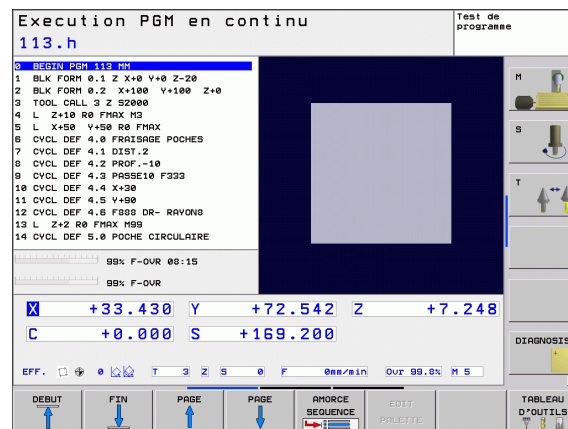 Execution PGM en continu
Test de
programme
113.h
0 BEGIN PGM 113 MM
1 BLK FORM 0.1 Z X+0 Y+0 Z-20
2 BLK FORM 0.2 X+100 Y+100 Z+0
3 TOOL CALL 3 Z S2000
4 L Z+10 R0 FMAX M3
5 L X+50 Y+50 R0 FMAX
6 CYCL DEF 4.0 FRAISAGE POCHES
7 CYCL DEF 4.1 DIST.2
8 CYCL DEF 4.2 PROF.-10
9 CYCL DEF 4.3 PASSE10 F333
10 CYCL DEF 4.4 X+30
11 CYCL DEF 4.5 Y+90
12 CYCL DEF 4.6 F888 DR- RAYON8
13 L Z+2 R0 FMAX M99
14 CYCL DEF 5.0 POCHE CIRCULAIRE
M
S
T
99% F-OVR 08:15
99% F-OVR
X +33.430 Y +72.542 Z +7.248
C +0.000 S +169.200
DIAGNOSIS
EFF. 0 T 3 Z S 0 F 0mm/min Ovr 99.8% M 5
DEBUT
FIN
PAGE
PAGE
AMORCE
SEQUENCE
EDIT
PALETTE
TABLEAU
D'OUTILS